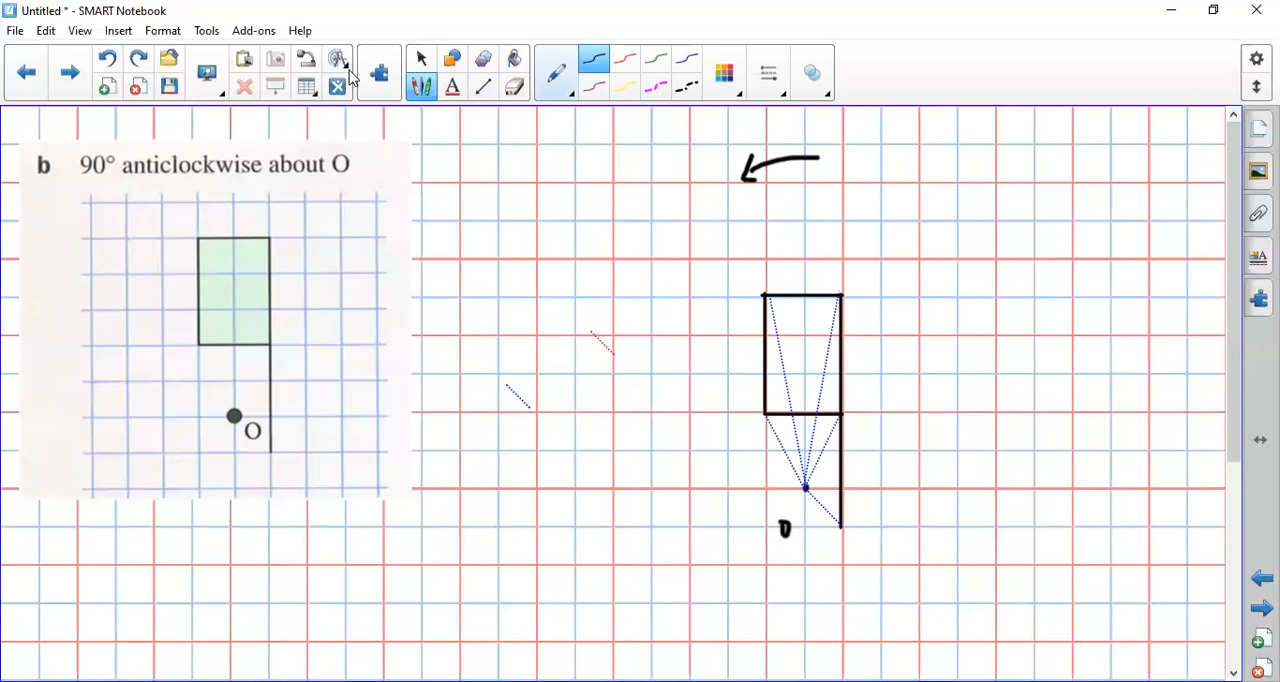 Untitled * - SMART Notebook
File Edit View Insert Format Tools Add-ons Help
b 90° anticlockwise about O
O
O